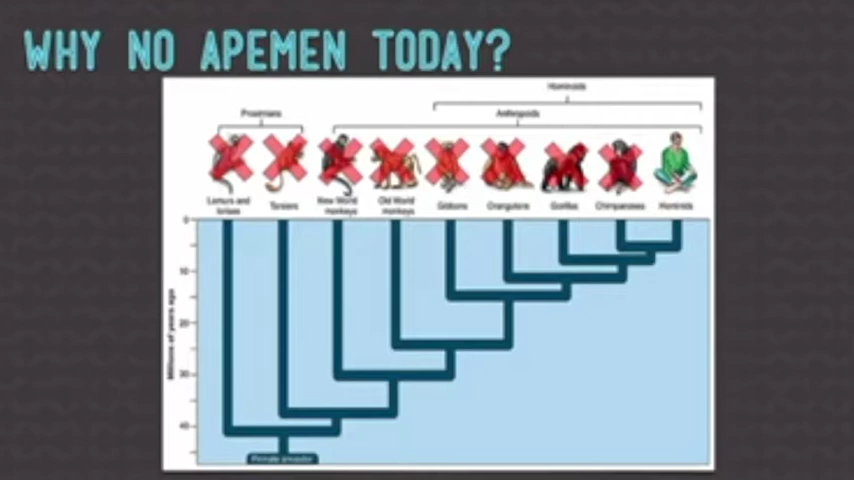 WHY NO APEMEN TODAY?
Hominoids
Prosimians
Anthropoids
Lemurs and
lorises
Tarsiers
New World
monkeys
Old World
monkeys
Gibbons
Orangutans
Gorillas
Chimpanzees
Hominids
0
10
20
30
40
Millions of years ago
Primate ancestor